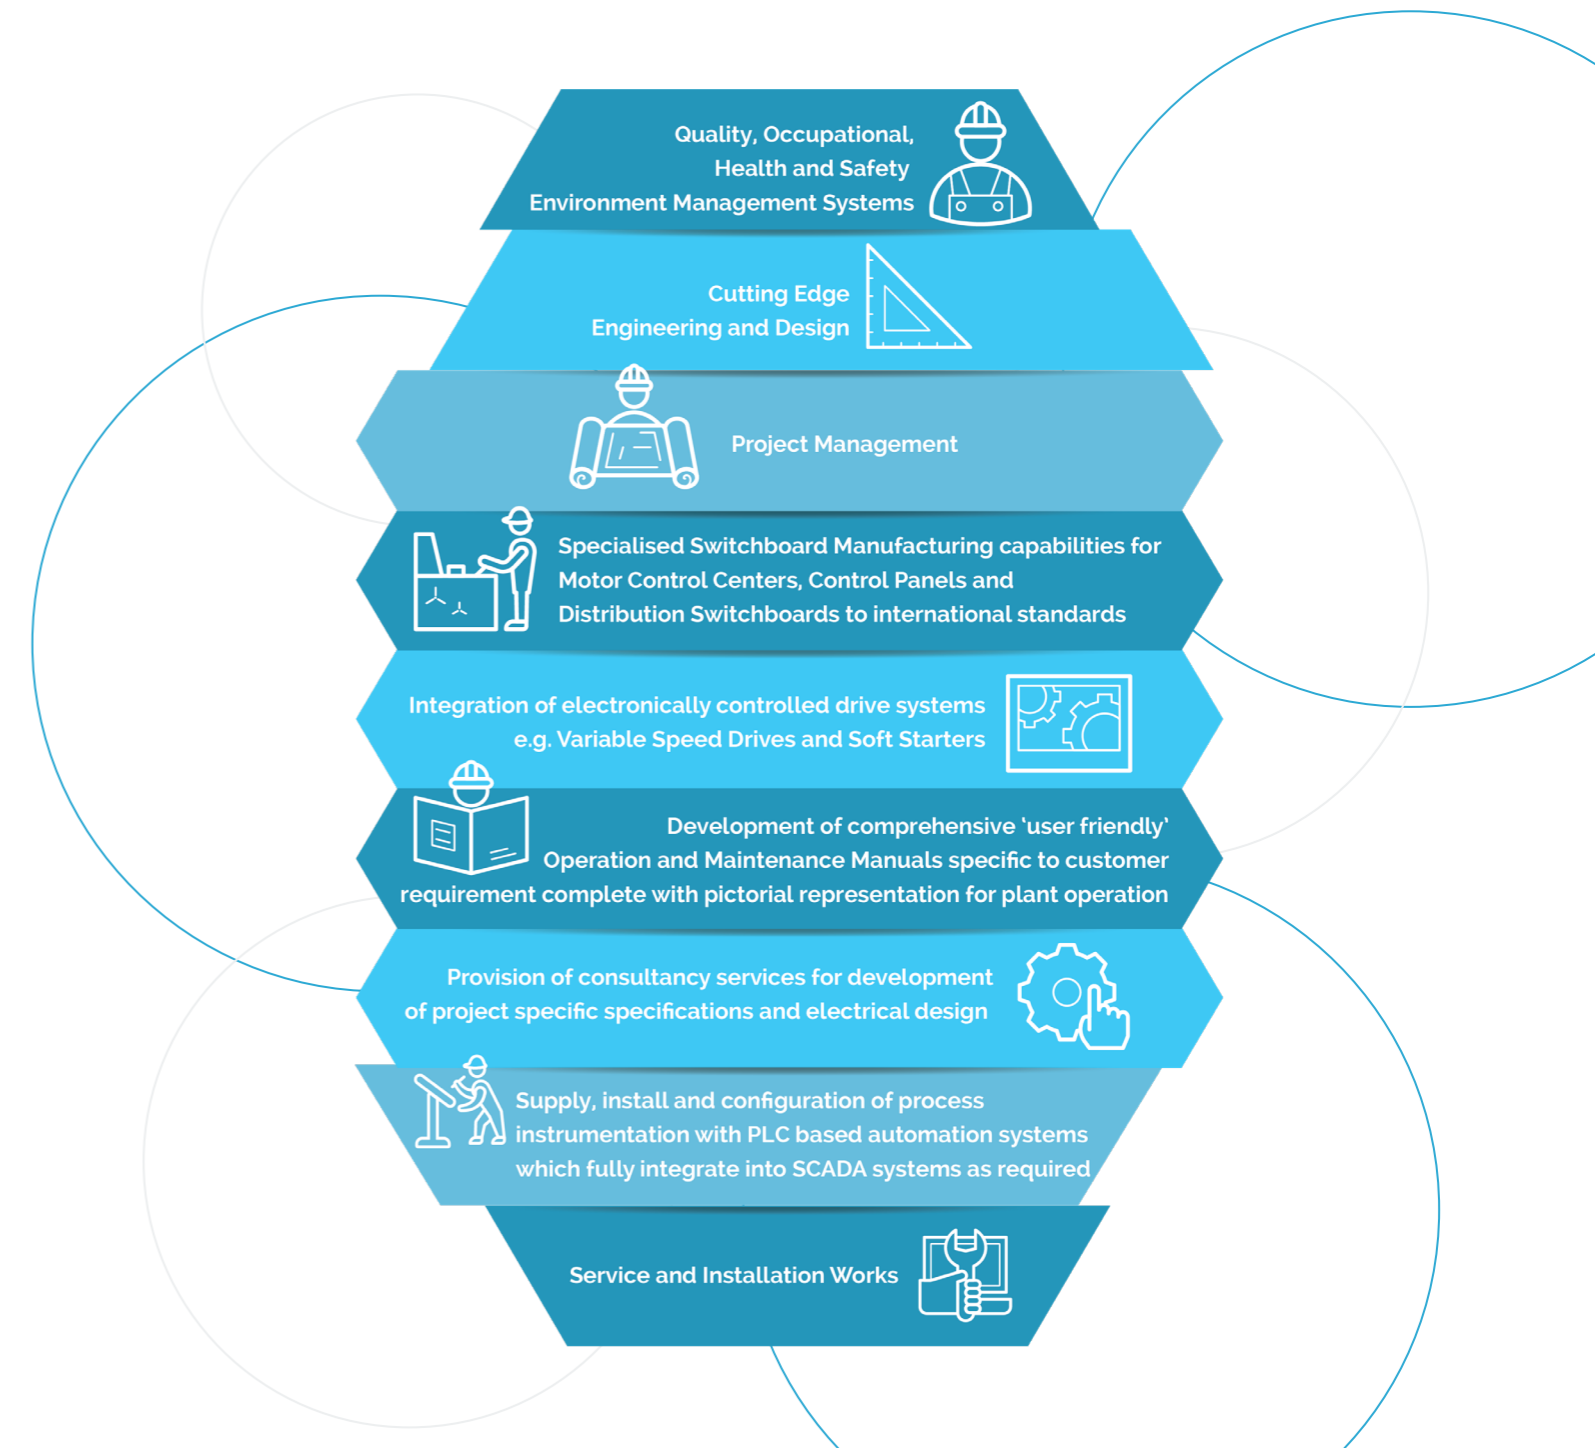 Quality, Occupational,
Health and Safety
Environment Management Systems
Cutting Edge
Engineering and Design
Project Management
Specialised Switchboard Manufacturing capabilities for
Motor Control Centers, Control Panels and
Distribution Switchboards to international standards
Integration of electronically controlled drive systems
e.g. Variable Speed Drives and Soft Starters
Development of comprehensive ‘user friendly’
Operation and Maintenance Manuals specific to customer
requirement complete with pictorial representation for plant operation
Provision of consultancy services for development
of project specific specifications and electrical design
Supply, install and configuration of process
instrumentation with PLC based automation systems
which fully integrate into SCADA systems as required
Service and Installation Works